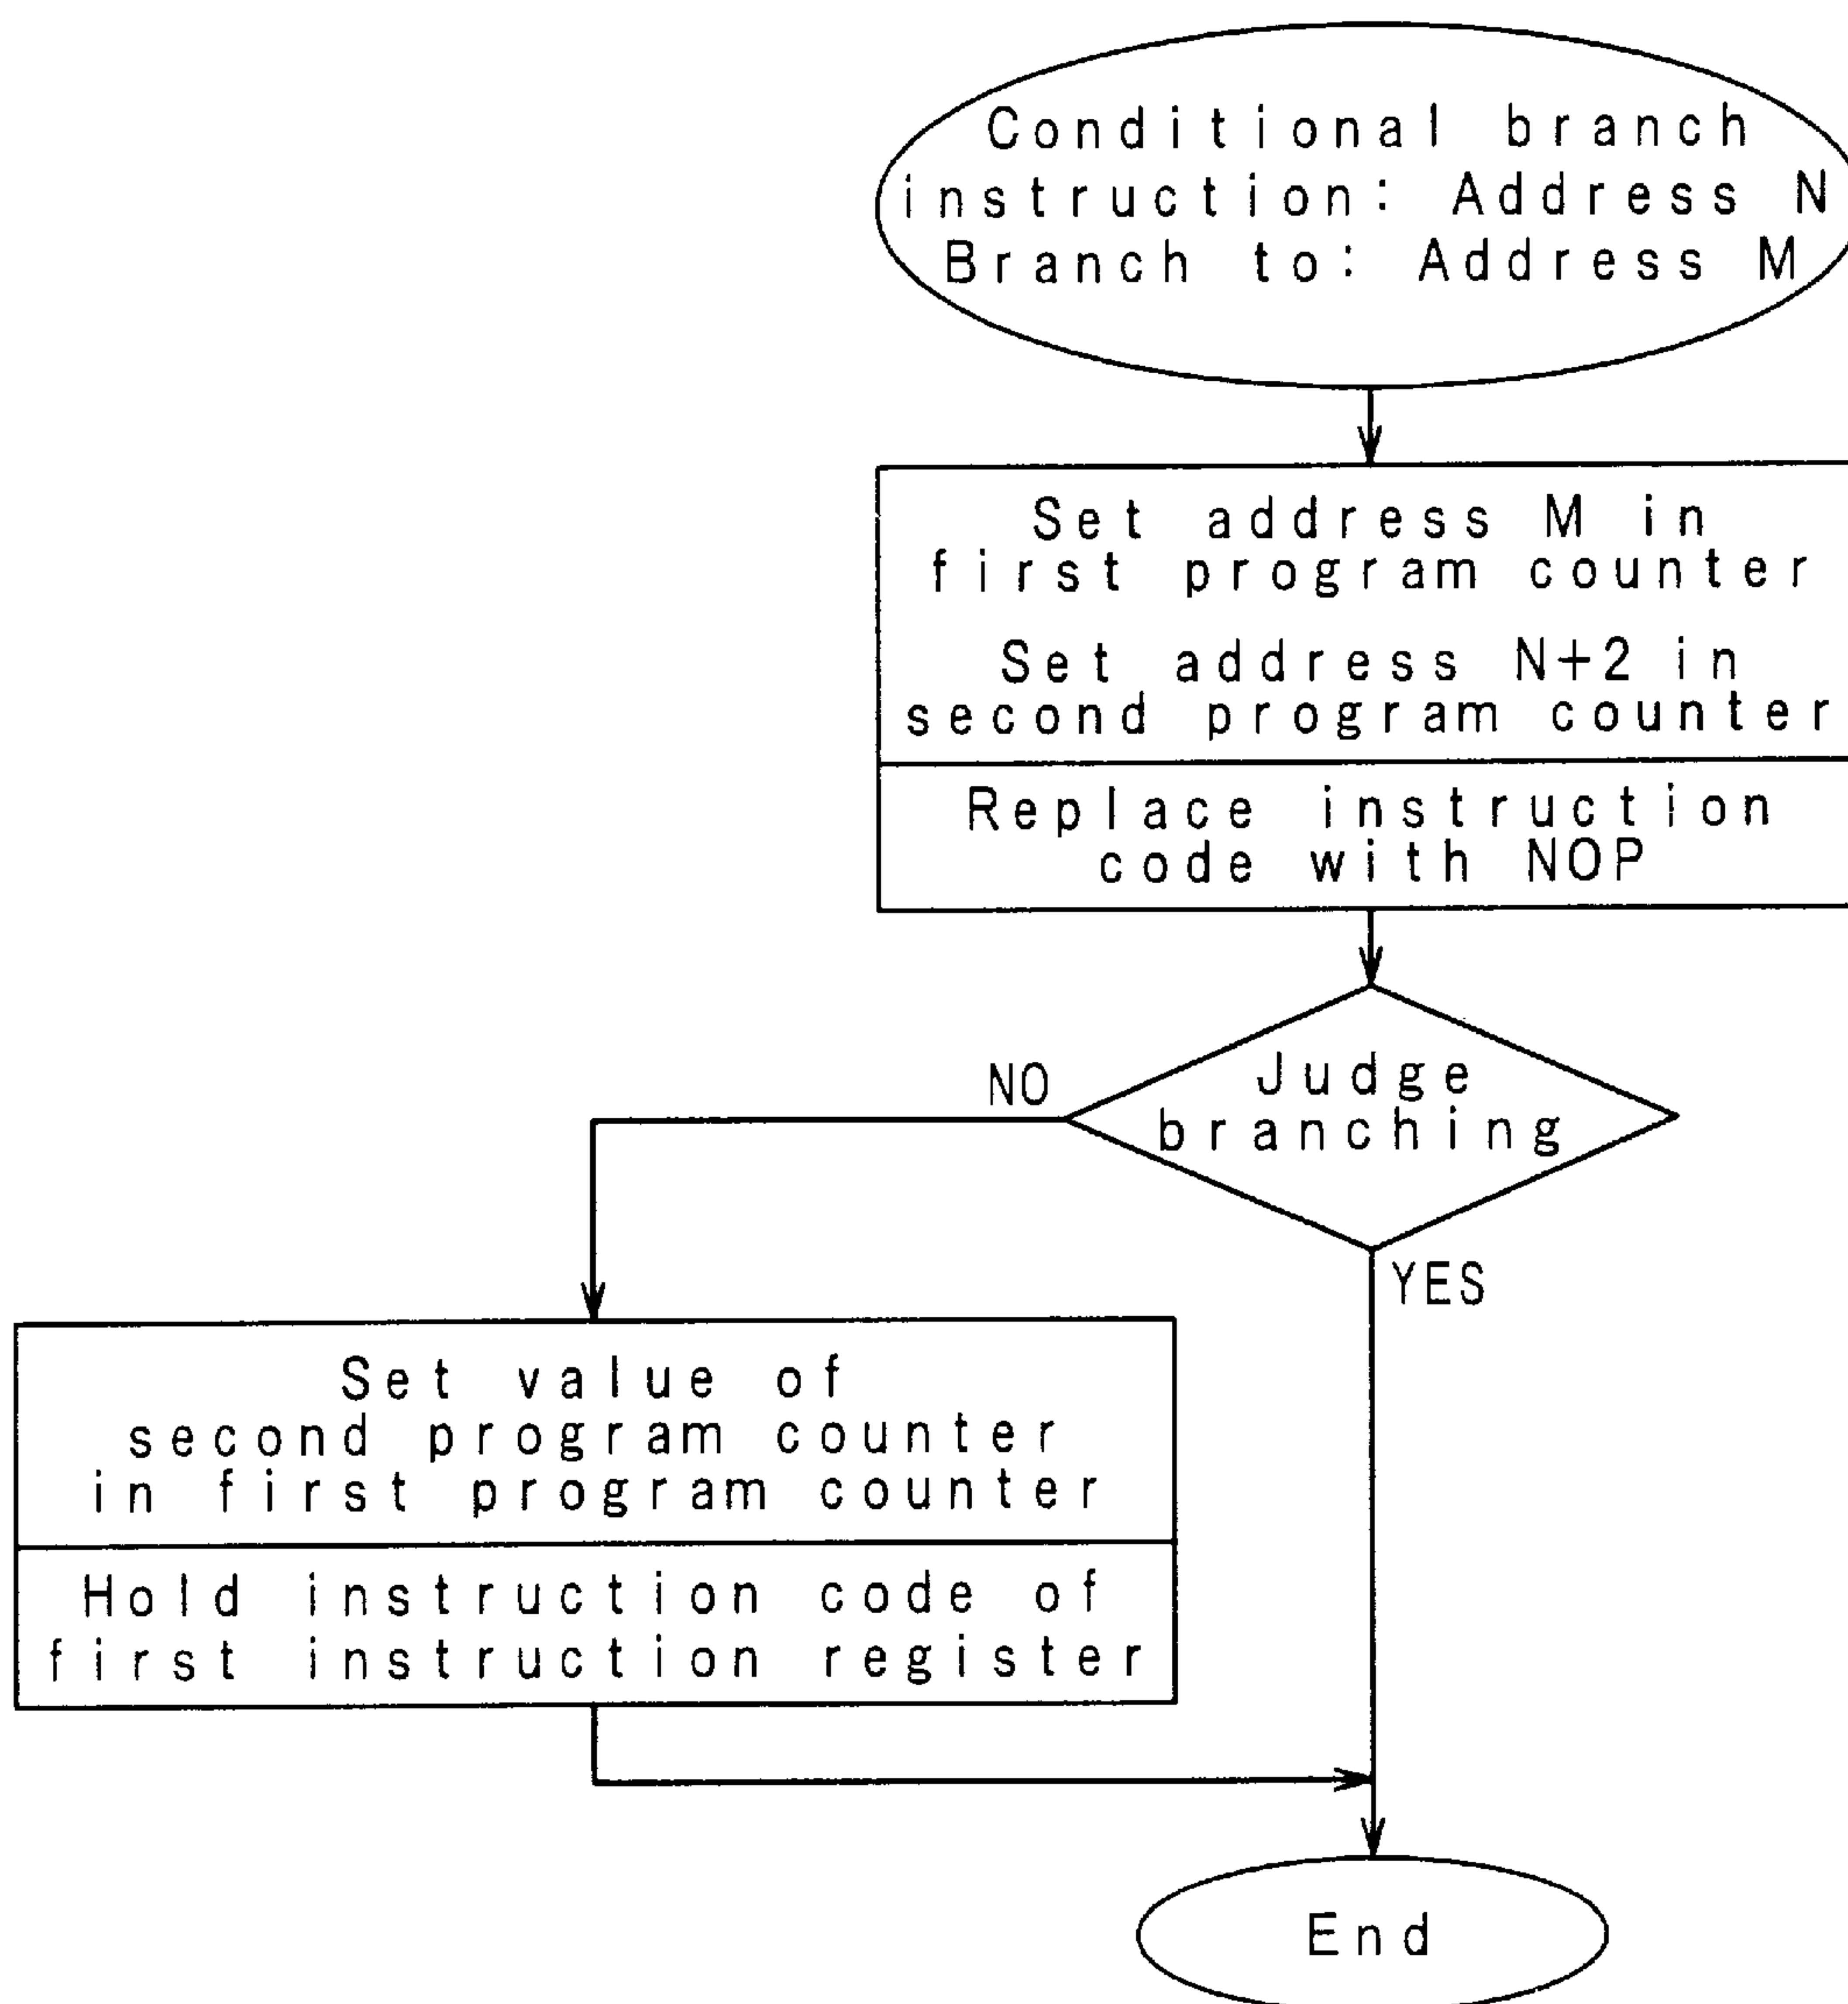 Conditional branch
instruction: Address N
Branch to: Address M
Set address M in
first program counter
Set address N+2 in
second program counter
Replace instruction
code with NOP
Judge
branching
NO
YES
Set value of
second program counter
in first program counter
Hold instruction code of
first instruction register
End